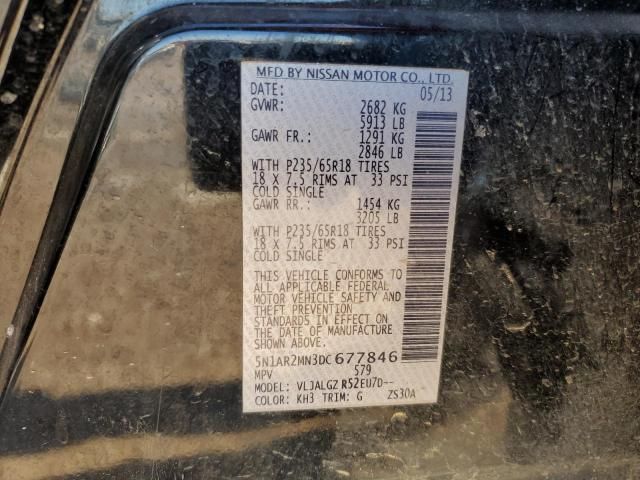 MFD BY NISSAN MOTOR CO., LTD.
DATE: 05/13
GVWR: 2682 KG
5913 LB
GAWR FR.: 1291 KG
2846 LB
WITH P235/65R18 TIRES
18 X 7.5 RIMS AT 33 PSI
COLD SINGLE
GAWR RR.: 1454 KG
3205 LB
WITH P235/65R18 TIRES
18 X 7.5 RIMS AT 33 PSI
COLD SINGLE
THIS VEHICLE CONFORMS TO
ALL APPLICABLE FEDERAL
MOTOR VEHICLE SAFETY AND
THEFT PREVENTION
STANDARDS IN EFFECT ON
THE DATE OF MANUFACTURE
SHOWN ABOVE.
5N1AR2MN3DC677846
MPV 579
MODEL: VLJALGZ R52EU7D--
COLOR: KH3 TRIM: G ZS30A